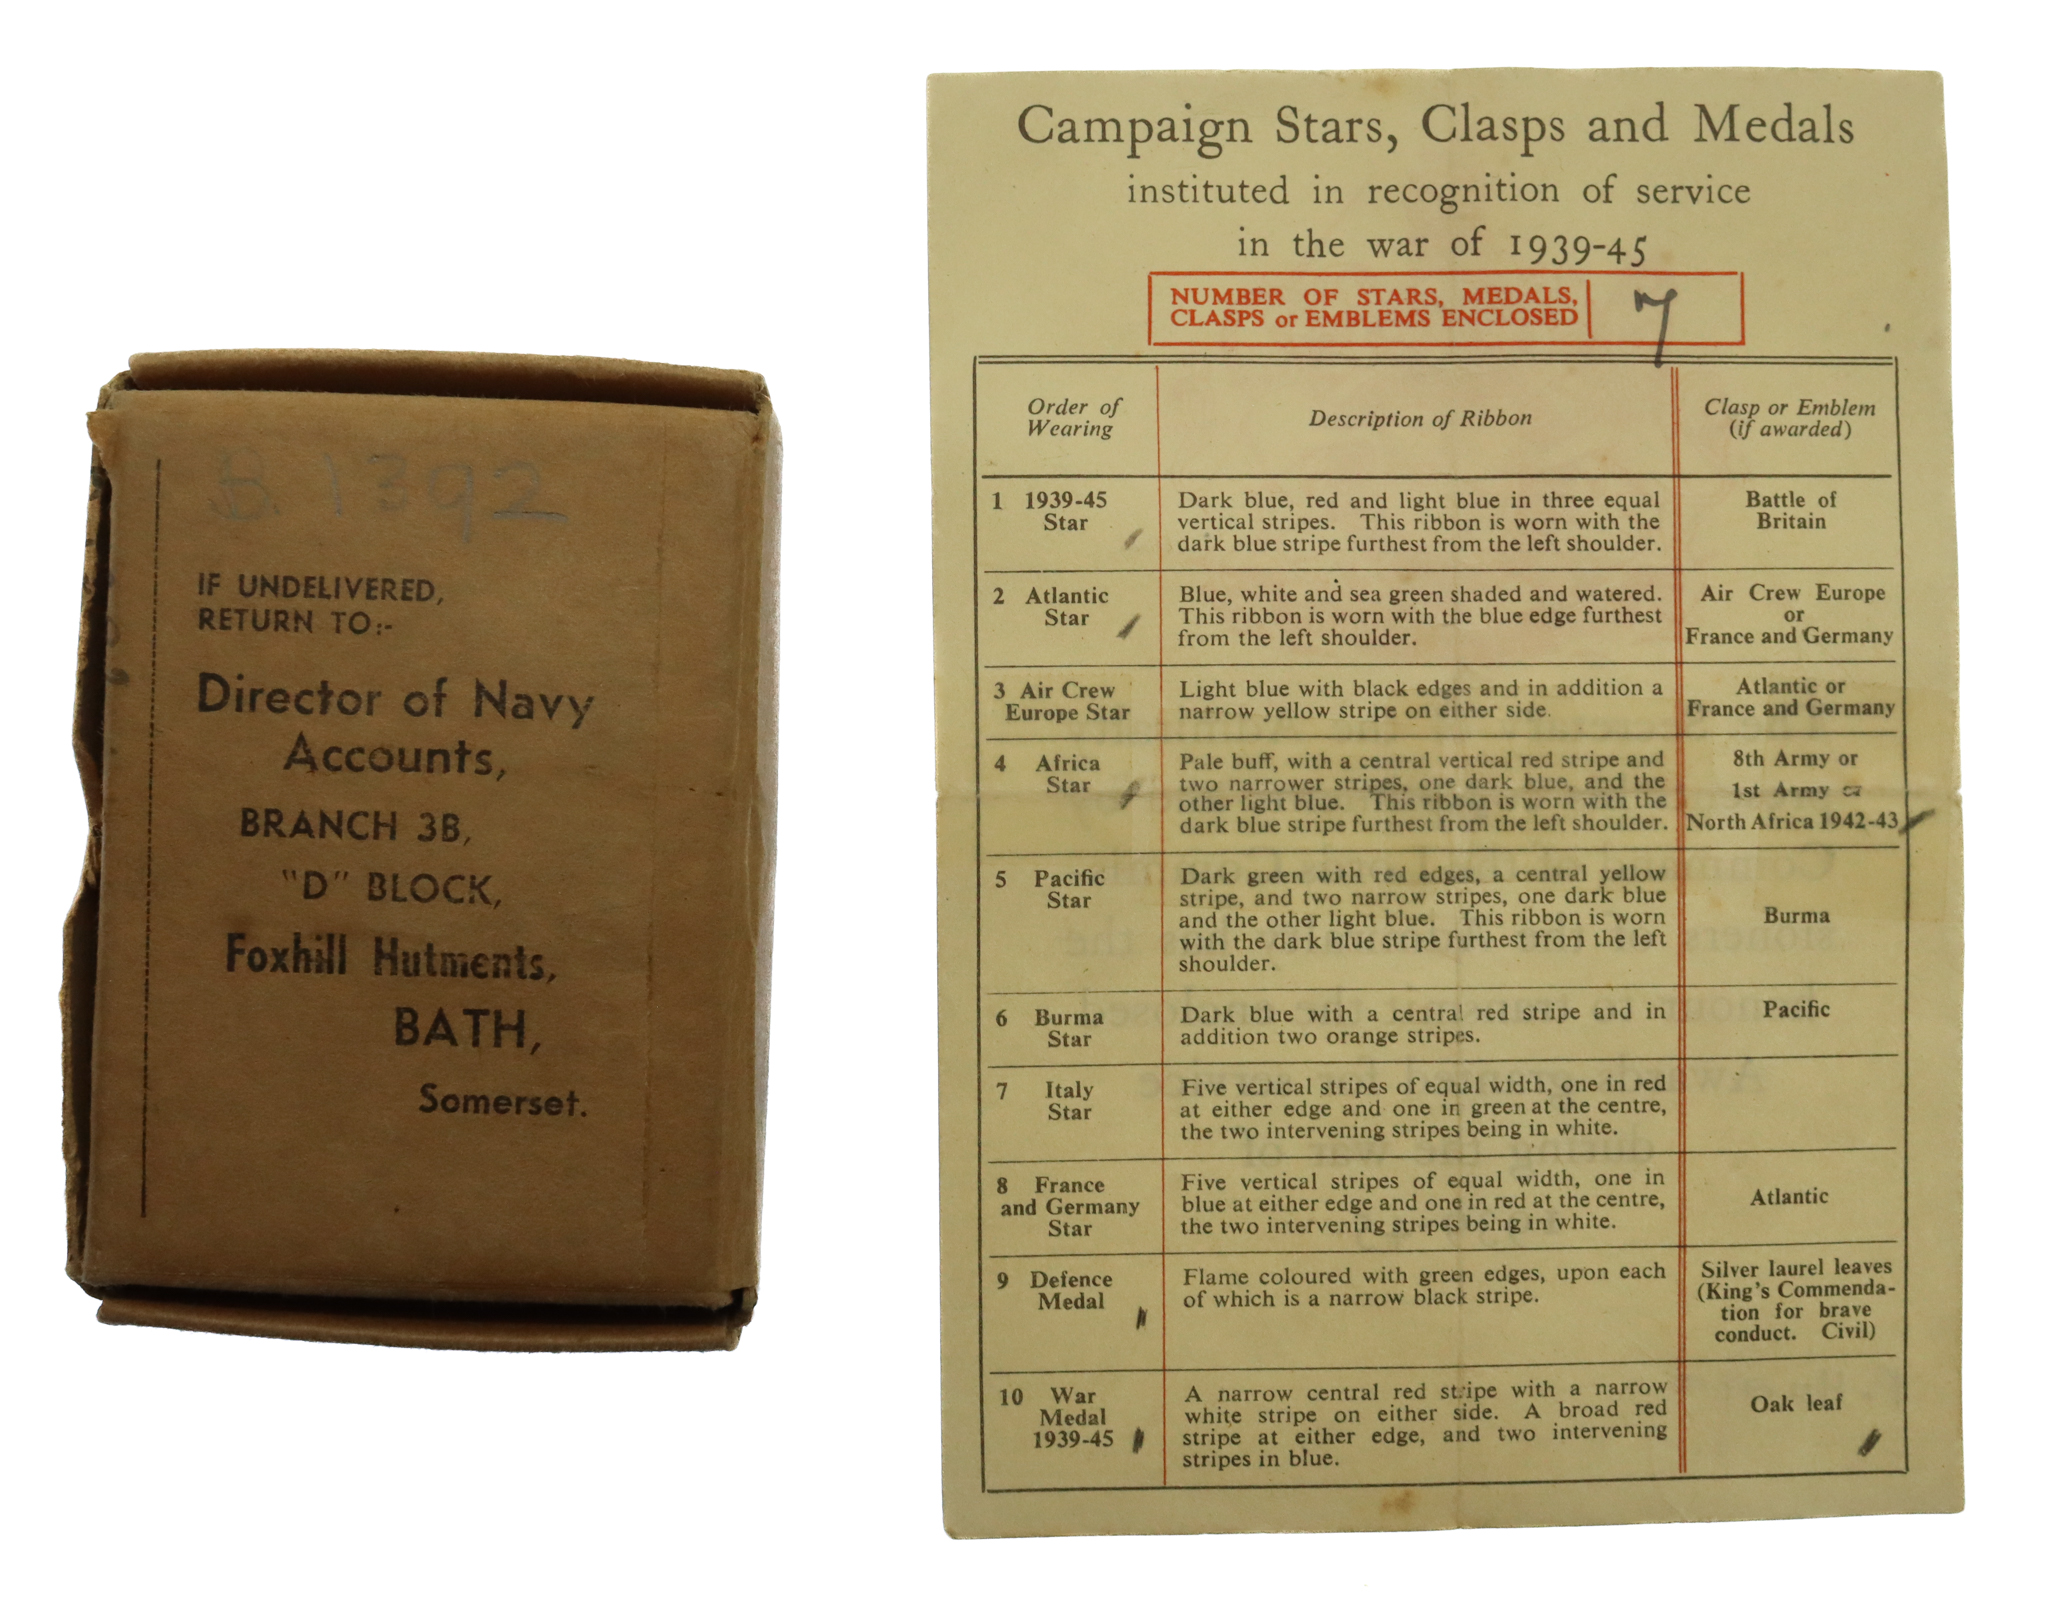 B. 1392
IF UNDELIVERED,
RETURN TO:-
Director of Navy
Accounts,
BRANCH 3B,
"D" BLOCK,
Foxhill Hutments,
BATH,
Somerset.
Campaign Stars, Clasps and Medals
instituted in recognition of service
in the war of 1939-45
NUMBER OF STARS, MEDALS,
CLASPS or EMBLEMS ENCLOSED
7
Order of
Wearing
Description of Ribbon
Clasp or Emblem
(if awarded)
1 1939-45
Star
Dark blue, red and light blue in three equal
vertical stripes. This ribbon is worn with the
dark blue stripe furthest from the left shoulder.
Battle of
Britain
2 Atlantic
Star
Blue, white and sea green shaded and watered.
This ribbon is worn with the blue edge furthest
from the left shoulder.
Air Crew Europe
or
France and Germany
3 Air Crew
Europe Star
Light blue with black edges and in addition a
narrow yellow stripe on either side.
Atlantic or
France and Germany
4 Africa
Star
Pale buff, with a central vertical red stripe and
two narrower stripes, one dark blue, and the
other light blue. This ribbon is worn with the
dark blue stripe furthest from the left shoulder.
8th Army or
1st Army or
North Africa 1942-43
5 Pacific
Star
Dark green with red edges, a central yellow
stripe, and two narrow stripes, one dark blue
and the other light blue. This ribbon is worn
with the dark blue stripe furthest from the left
shoulder.
Burma
6 Burma
Star
Dark blue with a central red stripe and in
addition two orange stripes.
Pacific
7 Italy
Star
Five vertical stripes of equal width, one in red
at either edge and one in green at the centre,
the two intervening stripes being in white.
8 France
and Germany
Star
Five vertical stripes of equal width, one in
blue at either edge and one in red at the centre,
the two intervening stripes being in white.
Atlantic
9 Defence
Medal
Flame coloured with green edges, upon each
of which is a narrow black stripe.
Silver laurel leaves
(King's Commenda-
tion for brave
conduct. Civil)
10 War
Medal
1939-45
A narrow central red stripe with a narrow
white stripe on either side. A broad red
stripe at either edge, and two intervening
stripes in blue.
Oak leaf